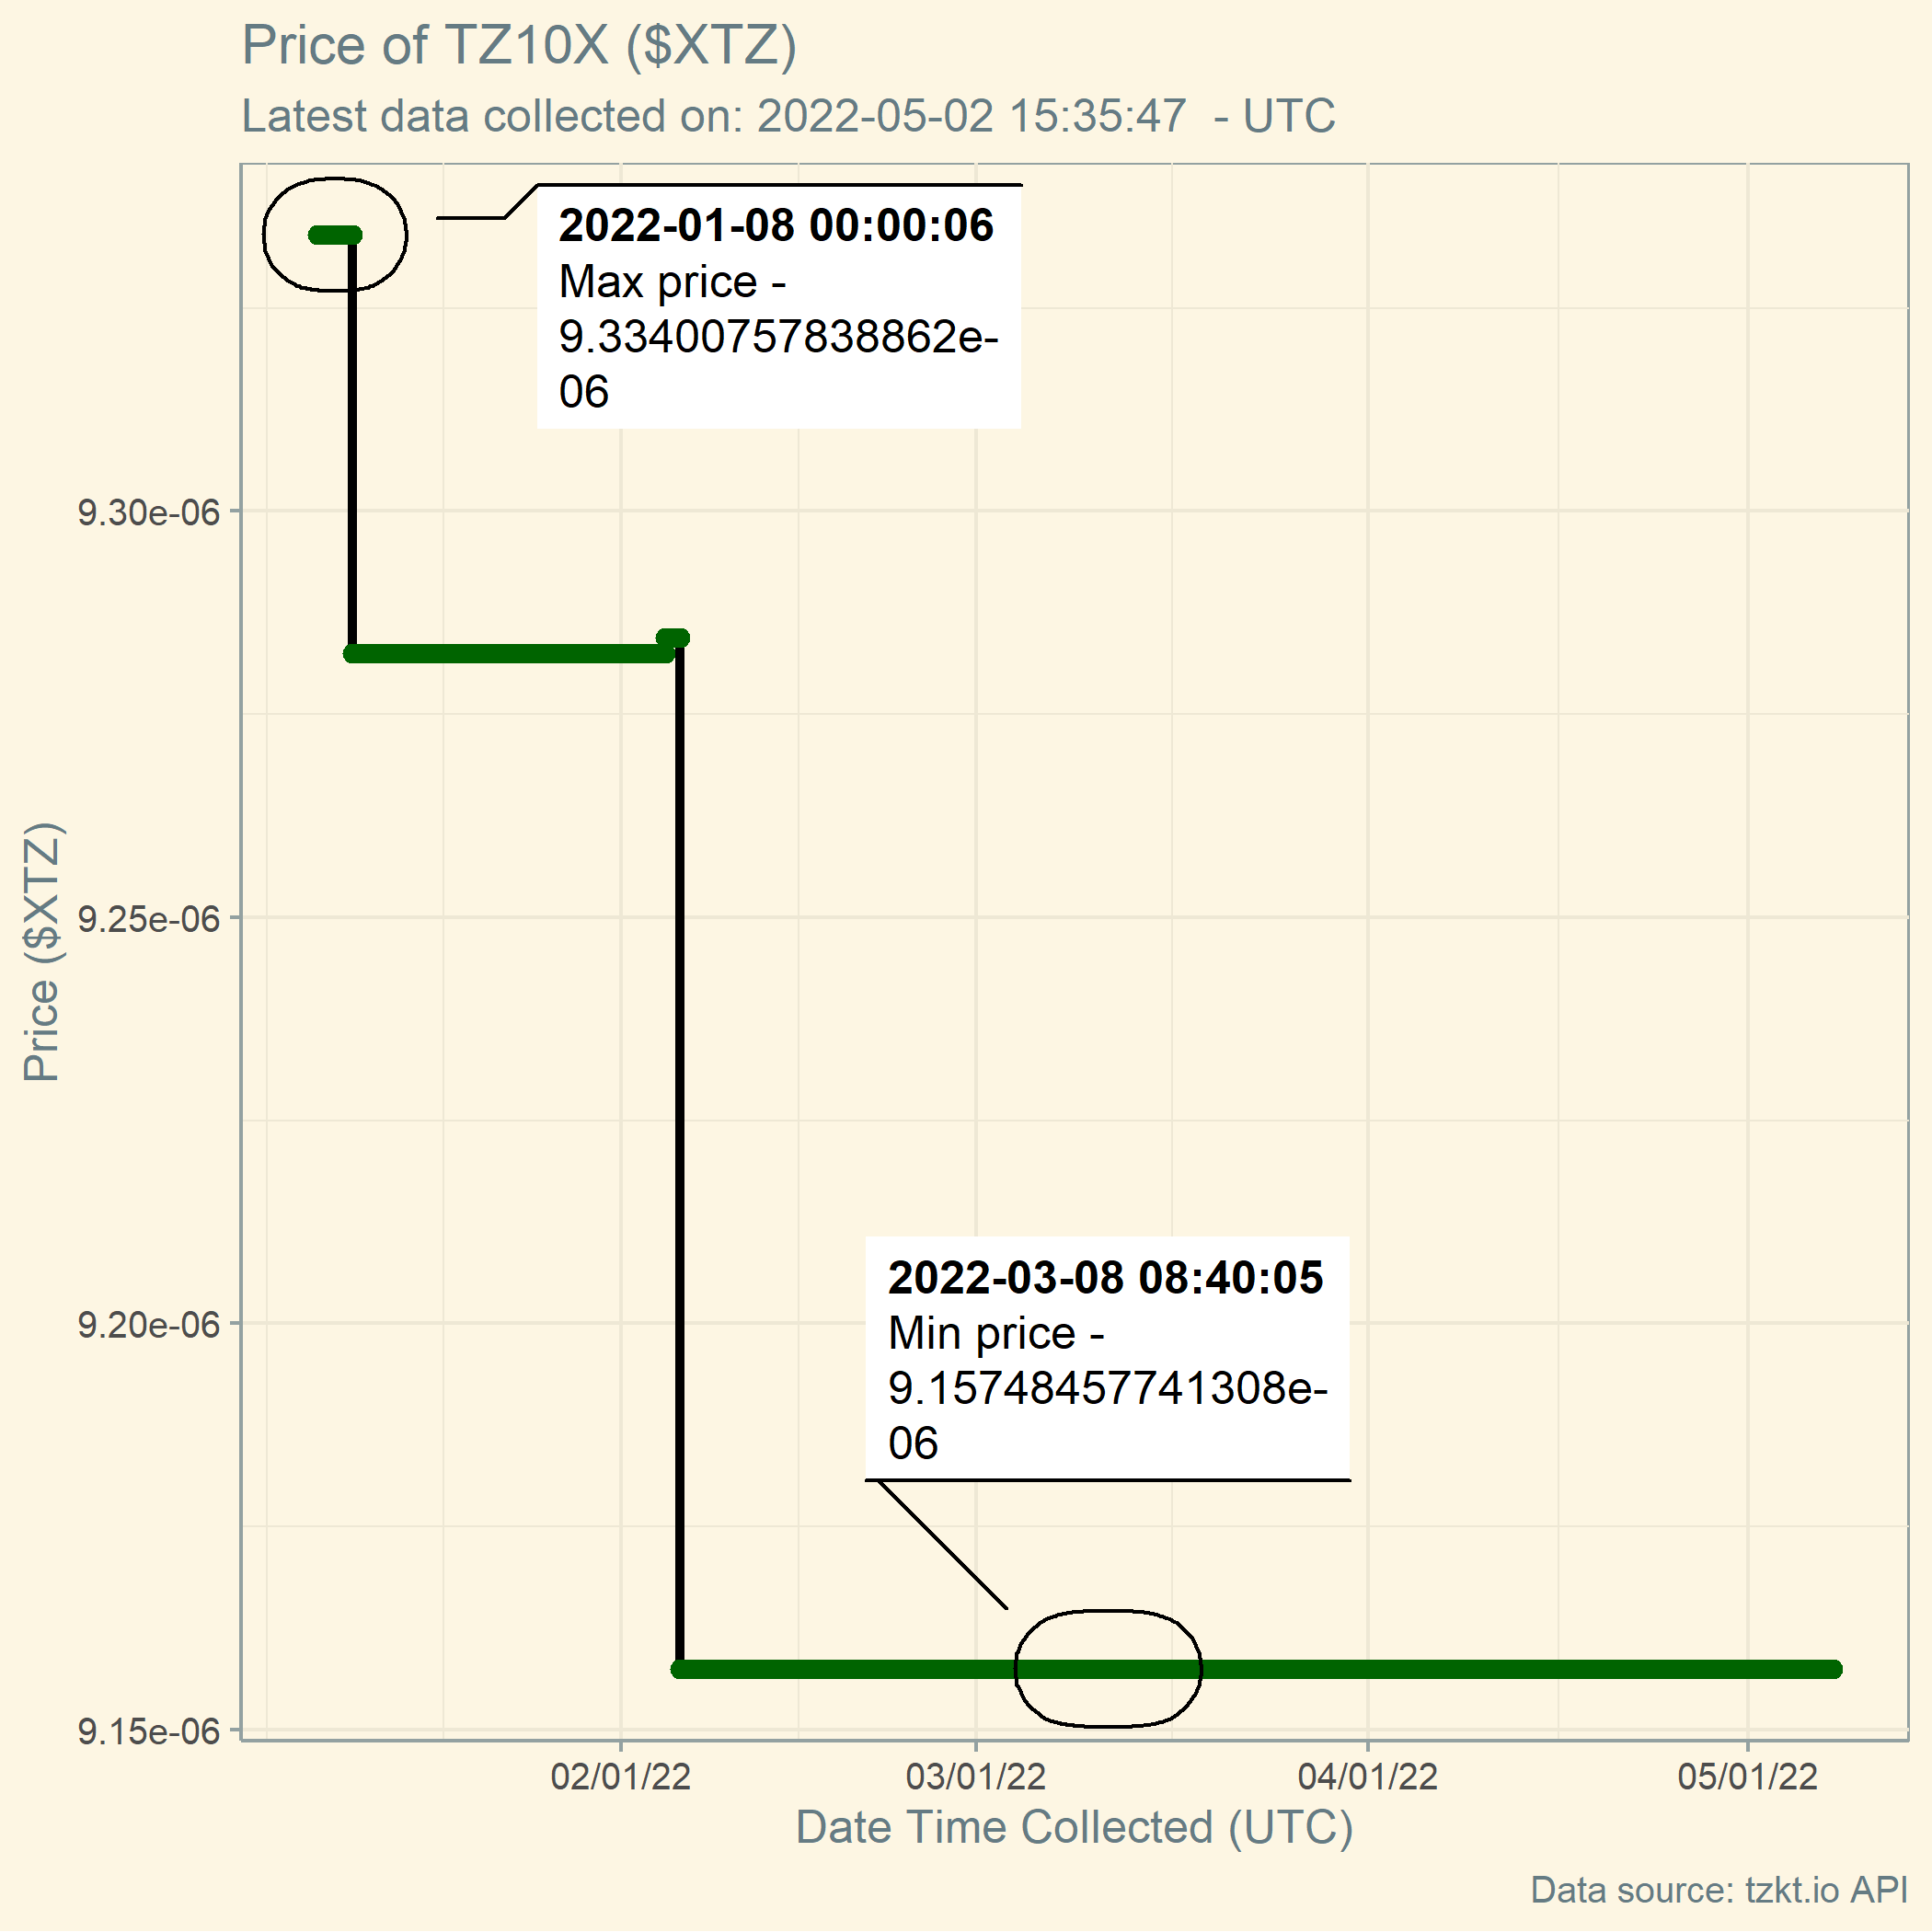 Price of TZ10X ($XTZ)
Latest data collected on: 2022-05-02 15:35:47  - UTC
2022-01-08 00:00:06
Max price -
9.33400757838862e-
06
9.30e-06
9.25e-06
Price ($XTZ)
2022-03-08 08:40:05
Min price -
9.15748457741308e-
06
9.20e-06
9.15e-06
02/01/22
03/01/22
04/01/22
05/01/22
Date Time Collected (UTC)
Data source: tzkt.io API